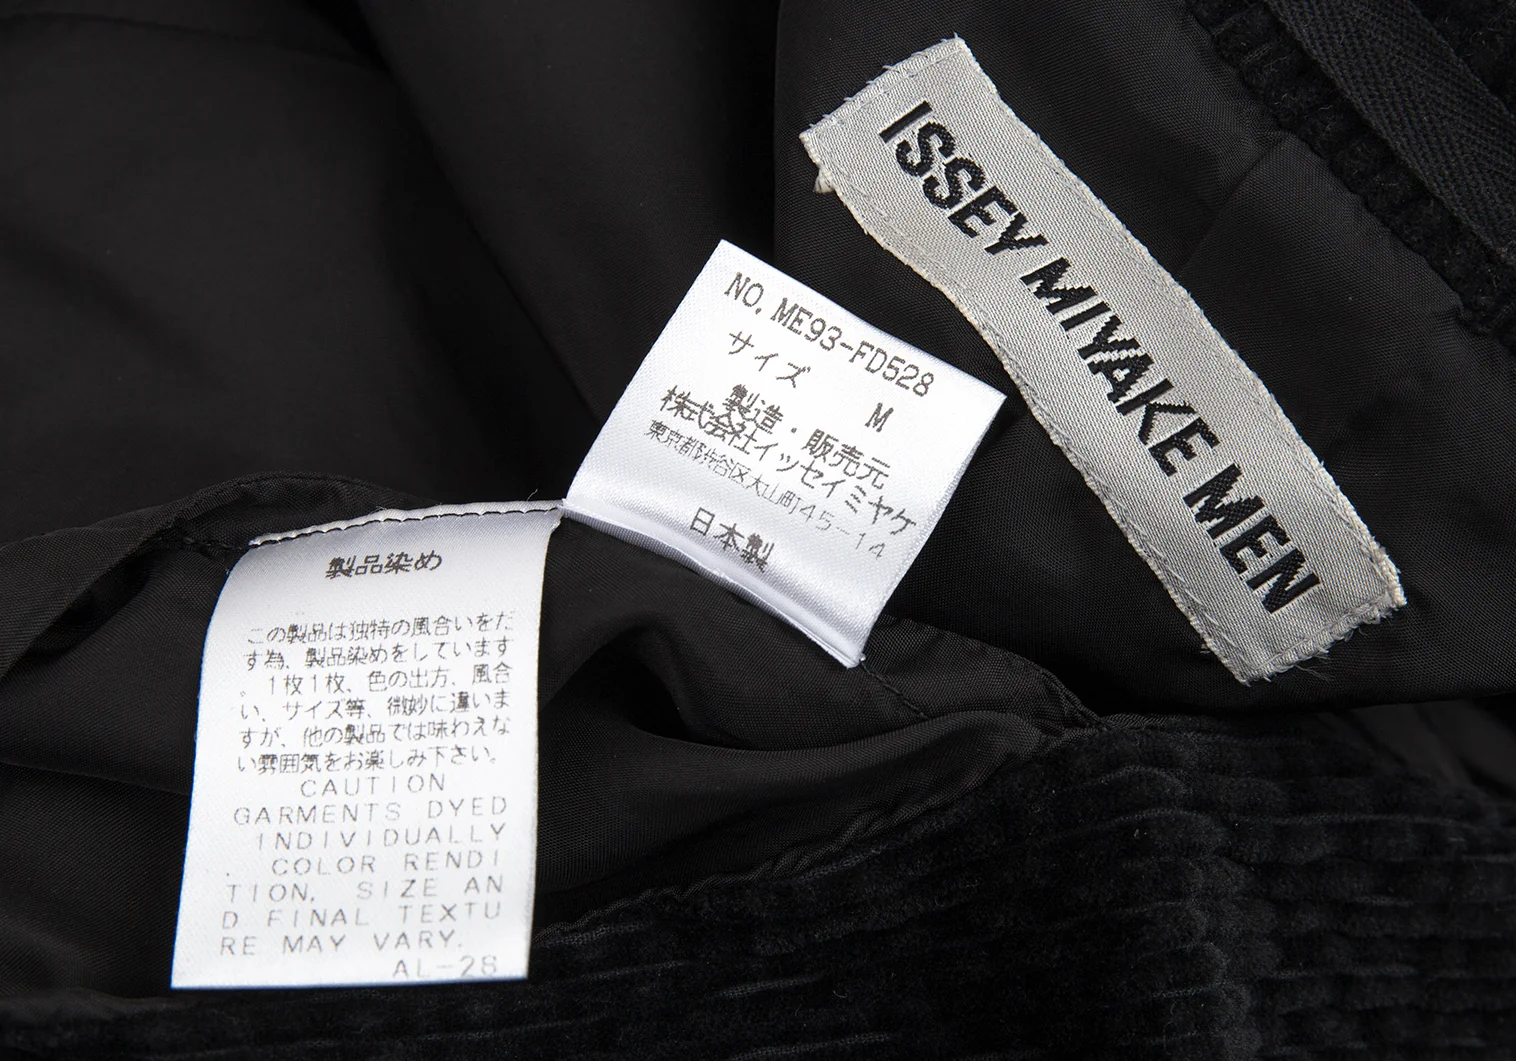 ISSEY MIYAKE MEN
NO. ME93-FD528
サイズ M
製造・販売元
株式会社イッセイミヤケ
東京都渋谷区大山町45-14
日本製
製品染め
この製品は独特の風合いをだ
す為、製品染めをしています
。1枚1枚、色の出方、風合
い、サイズ等、微妙に違いま
すが、他の製品では味わえな
い雰囲気をお楽しみ下さい。
CAUTION
GARMENTS DYED
INDIVIDUALLY
. COLOR RENDI
TION, SIZE AN
D FINAL TEXTU
RE MAY VARY.
AL-28